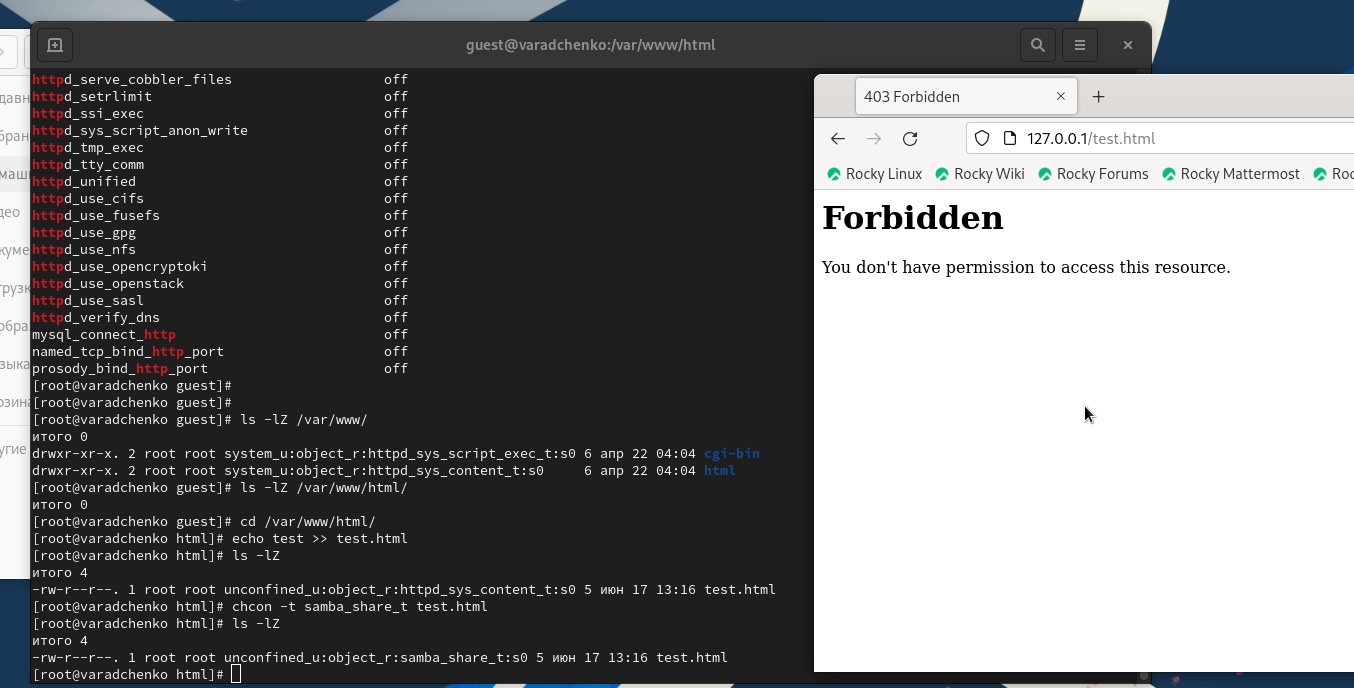 guest@varadchenko:/var/www/html
httpd_serve_cobbler_files off
httpd_setrlimit off
httpd_ssi_exec off
httpd_sys_script_anon_write off
httpd_tmp_exec off
httpd_tty_comm off
httpd_unified off
httpd_use_cifs off
httpd_use_fusefs off
httpd_use_gpg off
httpd_use_nfs off
httpd_use_opencryptoki off
httpd_use_openstack off
httpd_use_sasl off
httpd_verify_dns off
mysql_connect_http off
named_tcp_bind_http_port off
prosody_bind_http_port off
[root@varadchenko guest]#
[root@varadchenko guest]#
[root@varadchenko guest]# ls -lZ /var/www/
итого 0
drwxr-xr-x. 2 root root system_u:object_r:httpd_sys_script_exec_t:s0 6 апр 22 04:04 cgi-bin
drwxr-xr-x. 2 root root system_u:object_r:httpd_sys_content_t:s0 6 апр 22 04:04 html
[root@varadchenko guest]# ls -lZ /var/www/html/
итого 0
[root@varadchenko guest]# cd /var/www/html/
[root@varadchenko html]# echo test >> test.html
[root@varadchenko html]# ls -lZ
итого 4
-rw-r--r--. 1 root root unconfined_u:object_r:httpd_sys_content_t:s0 5 июн 17 13:16 test.html
[root@varadchenko html]# chcon -t samba_share_t test.html
[root@varadchenko html]# ls -lZ
итого 4
-rw-r--r--. 1 root root unconfined_u:object_r:samba_share_t:s0 5 июн 17 13:16 test.html
[root@varadchenko html]#
403 Forbidden
127.0.0.1/test.html
Rocky Linux Rocky Wiki Rocky Forums Rocky Mattermost
Forbidden
You don't have permission to access this resource.